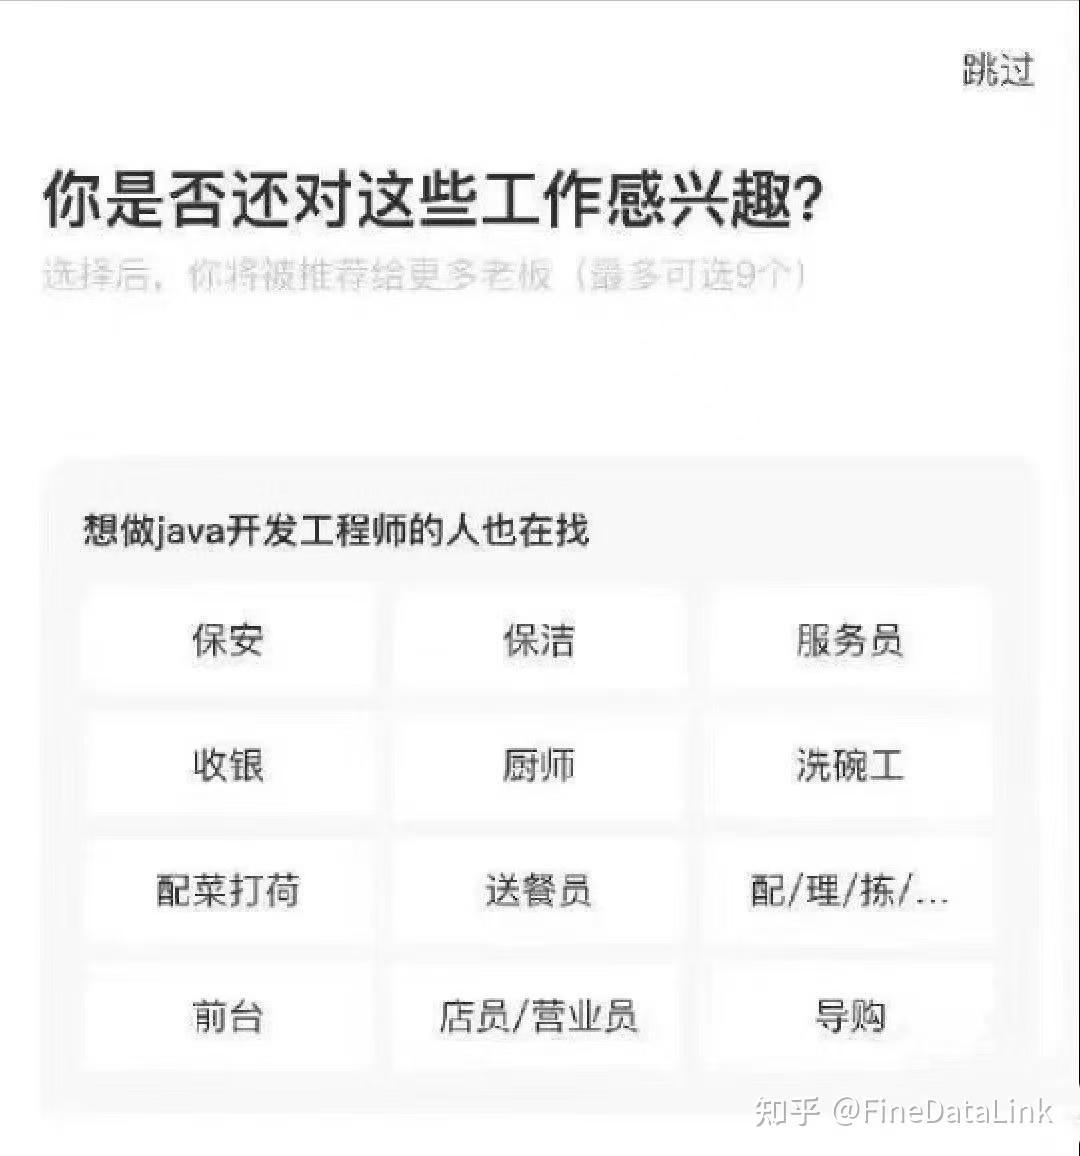 跳过
你是否还对这些工作感兴趣?
选择后，你将被推荐给更多老板（最多可选9个）
想做java开发工程师的人也在找
保安 保洁 服务员
收银 厨师 洗碗工
配菜打荷 送餐员 配/理/拣/...
前台 店员/营业员 导购
知乎 @FineDataLink